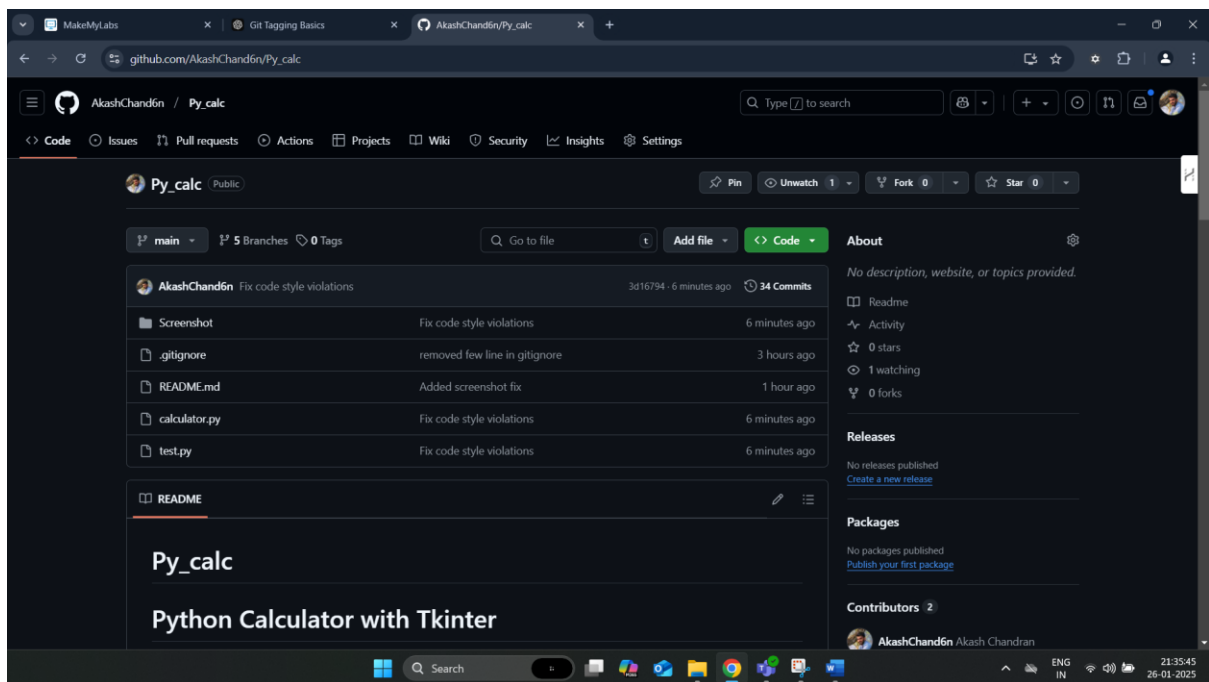 MakeMyLabs
Git Tagging Basics
AkashChand6n/Py_calc
github.com/AkashChand6n/Py_calc
AkashChand6n / Py_calc
Type / to search
Code Issues Pull requests Actions Projects Wiki Security Insights Settings
Py_calc Public
Pin Unwatch 1 Fork 0 Star 0
main 5 Branches 0 Tags
Go to file t Add file Code
AkashChand6n Fix code style violations 3d16794 · 6 minutes ago 34 Commits
Screenshot Fix code style violations 6 minutes ago
.gitignore removed few line in gitignore 3 hours ago
README.md Added screenshot fix 1 hour ago
calculator.py Fix code style violations 6 minutes ago
test.py Fix code style violations 6 minutes ago
README
Py_calc
Python Calculator with Tkinter
About
No description, website, or topics provided.
Readme
Activity
0 stars
1 watching
0 forks
Releases
No releases published
Create a new release
Packages
No packages published
Publish your first package
Contributors 2
AkashChand6n Akash Chandran
Search
ENG
IN
21:35:45
26-01-2025